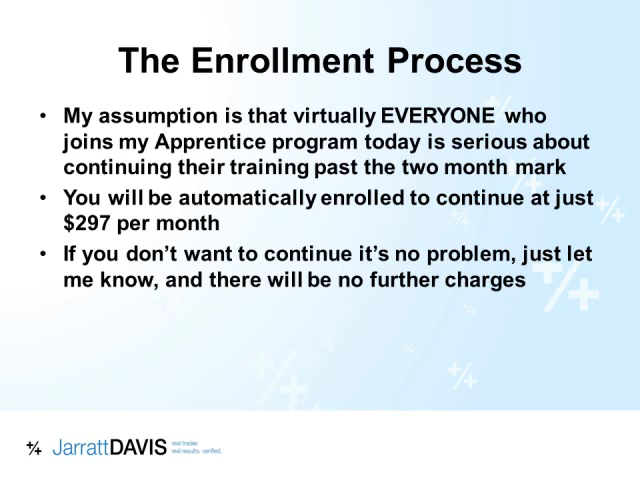 The Enrollment Process
• My assumption is that virtually EVERYONE who
joins my Apprentice program today is serious about
continuing their training past the two month mark
• You will be automatically enrolled to continue at just
$297 per month
• If you don’t want to continue it’s no problem, just let
me know, and there will be no further charges
+⁄+ JarrattDAVIS
real trades.
real results. verified.